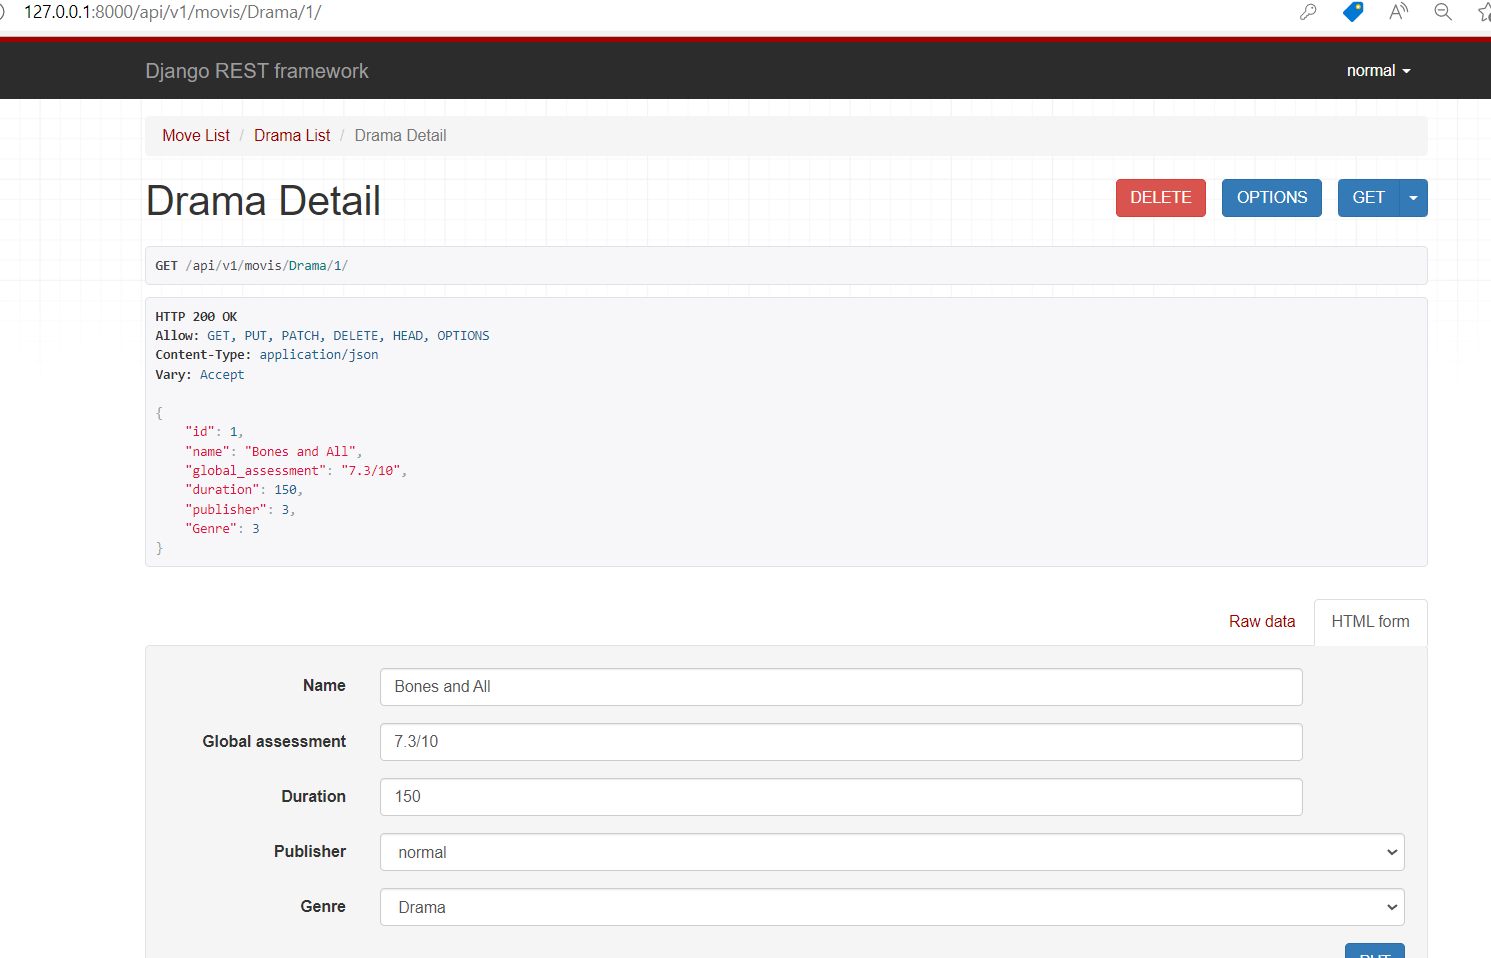 127.0.0.1:8000/api/v1/movis/Drama/1/
Django REST framework
normal
Move List / Drama List / Drama Detail
Drama Detail
DELETE
OPTIONS
GET
GET /api/v1/movis/Drama/1/
HTTP 200 OK
Allow: GET, PUT, PATCH, DELETE, HEAD, OPTIONS
Content-Type: application/json
Vary: Accept
{
"id": 1,
"name": "Bones and All",
"global_assessment": "7.3/10",
"duration": 150,
"publisher": 3,
"Genre": 3
}
Raw data
HTML form
Name
Bones and All
Global assessment
7.3/10
Duration
150
Publisher
normal
Genre
Drama
PUT